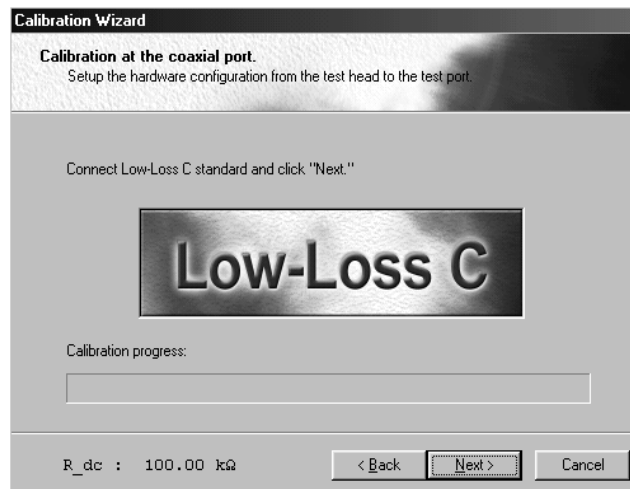 Calibration Wizard
Calibration at the coaxial port.
Setup the hardware configuration from the test head to the test port.
Connect Low-Loss C standard and click "Next."
Low-Loss C
Calibration progress:
R_dc : 100.00 kΩ
< Back
Next >
Cancel